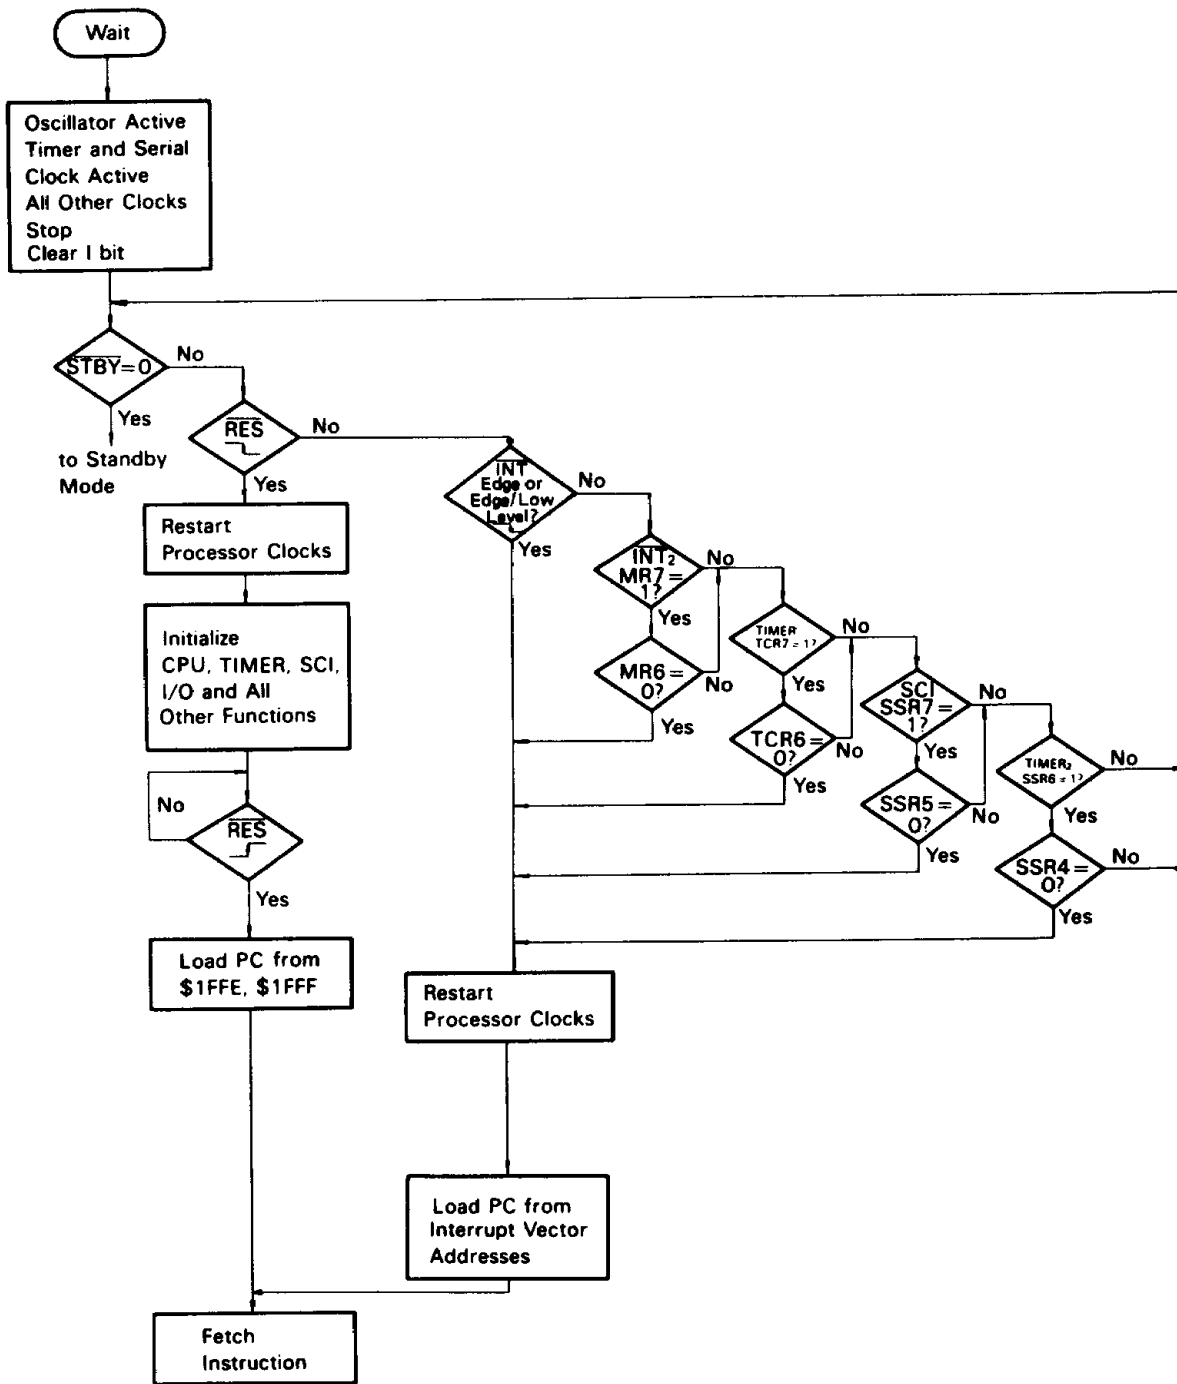 Wait
Oscillator Active
Timer and Serial
Clock Active
All Other Clocks
Stop
Clear I bit
STBY=0
No
Yes
to Standby
Mode
RES
No
Yes
INT
Edge or
Edge/Low
Level?
No
Yes
Restart
Processor Clocks
INT2
MR7=
1?
No
Yes
MR6=
0?
No
Yes
TIMER
TCR7=1?
No
Yes
TCR6=
0?
No
Yes
SCI
SSR7=
1?
No
Yes
SSR5=
0?
No
Yes
TIMER2
SSR6=1?
No
Yes
SSR4=
0?
No
Yes
Initialize
CPU, TIMER, SCI,
I/O and All
Other Functions
No
RES
Yes
Load PC from
$1FFE, $1FFF
Restart
Processor Clocks
Load PC from
Interrupt Vector
Addresses
Fetch
Instruction